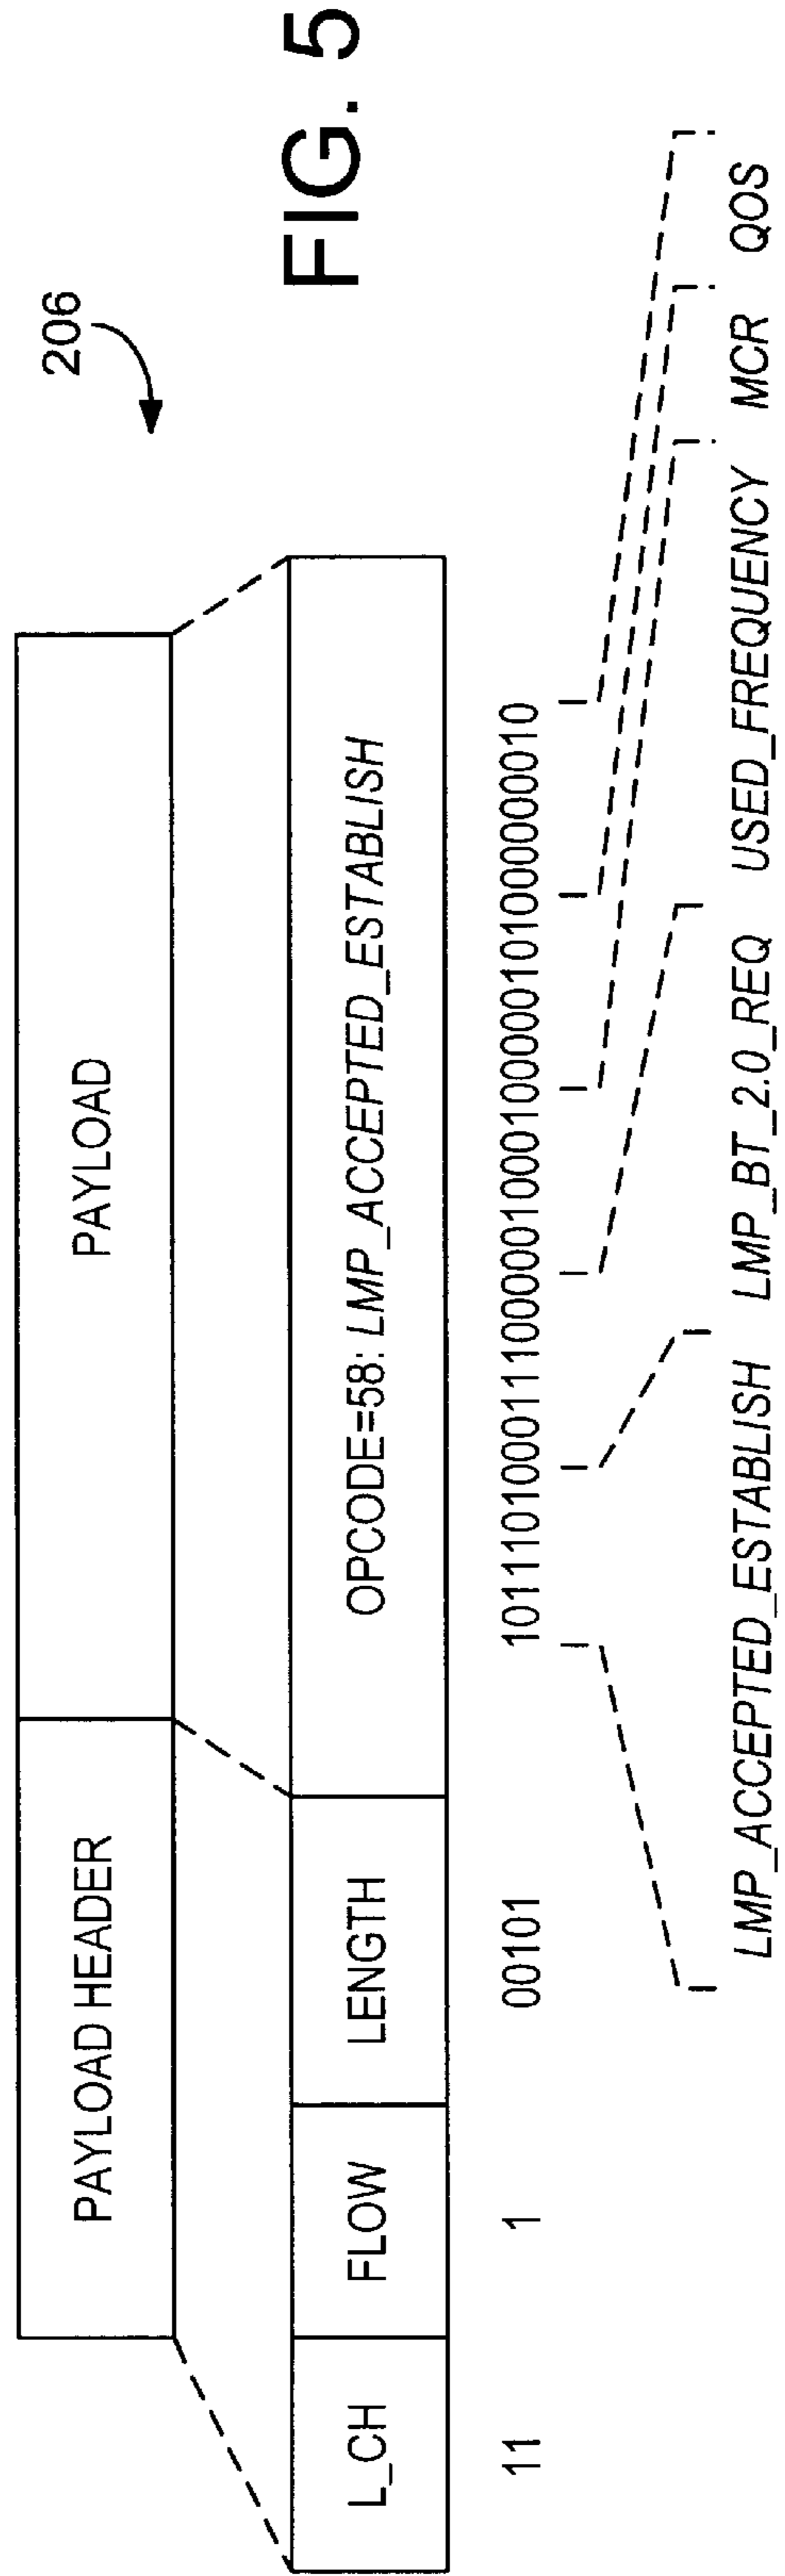 FIG. 5
206
PAYLOAD HEADER PAYLOAD
L_CH FLOW LENGTH OPCODE=58: LMP_ACCEPTED_ESTABLISH
11 1 00101
LMP_ACCEPTED_ESTABLISH LMP_BT_2.0_REQ USED_FREQUENCY MCR QOS